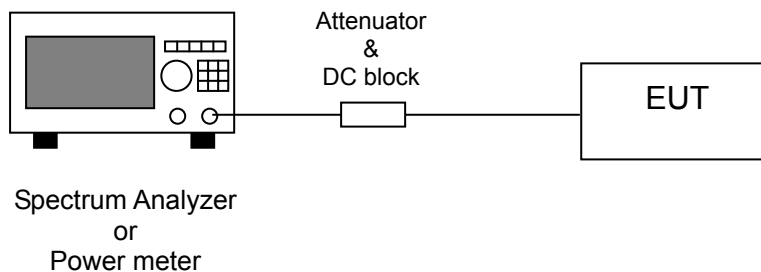 Attenuator
&
DC block
EUT
Spectrum Analyzer
or
Power meter